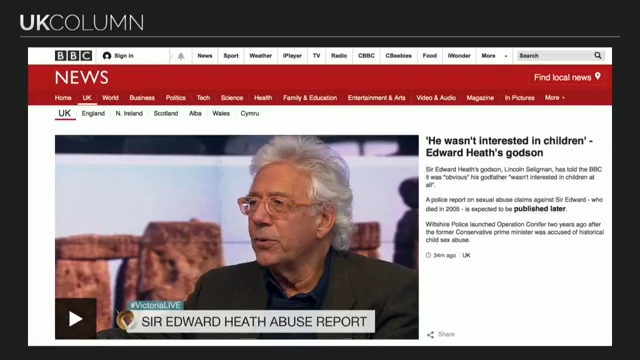 UKCOLUMN
BBC Sign in News Sport Weather iPlayer TV Radio CBBC CBeebies Food iWonder More Search
NEWS
Find local news
Home UK World Business Politics Tech Science Health Family & Education Entertainment & Arts Video & Audio Magazine In Pictures More
UK England N. Ireland Scotland Alba Wales Cymru
'He wasn't interested in children' -
Edward Heath's godson
Sir Edward Heath's godson, Lincoln Seligman, has told the BBC
it was "obvious" his godfather "wasn't interested in children at
all".
A police report on sexual abuse claims against Sir Edward - who
died in 2005 - is expected to be published later.
Wiltshire Police launched Operation Conifer two years ago after
the former Conservative prime minister was accused of historical
child sex abuse.
34m ago UK
#VictoriaLIVE
SIR EDWARD HEATH ABUSE REPORT
Share